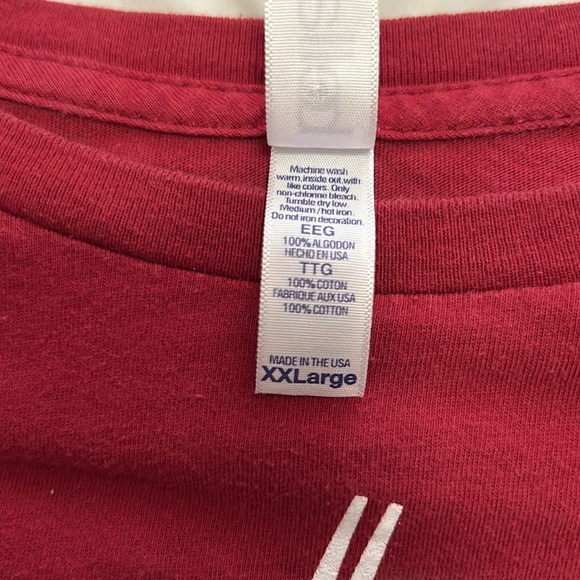 Machine wash
warm, inside out, with
like colors. Only
non-chlorine bleach.
Tumble dry low.
Medium/hot iron.
Do not iron decoration.
EEG
100% ALGODON
HECHO EN USA
TTG
100% COTON
FABRIQUE AUX USA
100% COTTON
MADE IN THE USA
XXLarge